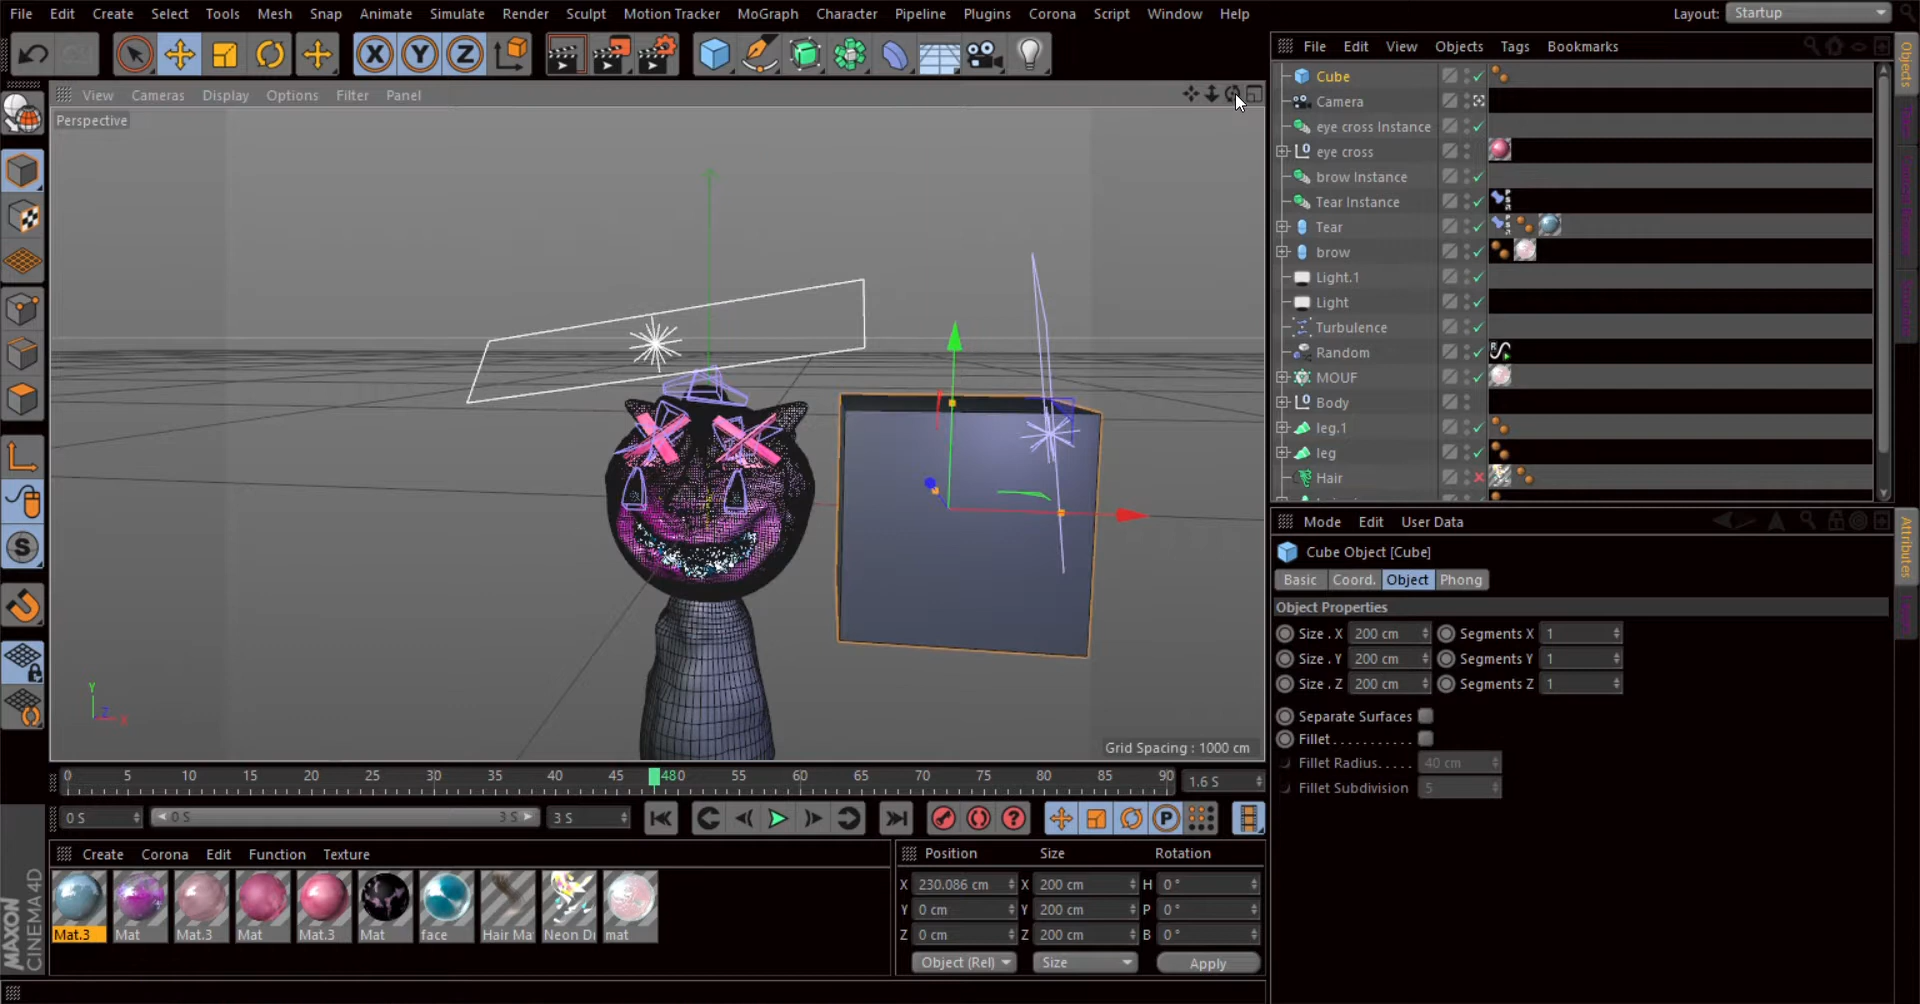 File Edit Create Select Tools Mesh Snap Animate Simulate Render Sculpt Motion Tracker MoGraph Character Pipeline Plugins Corona Script Window Help Layout: Startup
X Y Z
File Edit View Objects Tags Bookmarks
Objects
View Cameras Display Options Filter Panel
Perspective
Cube
Camera
eye cross Instance
eye cross
brow Instance
Tear Instance
Tear
brow
Light.1
Light
Turbulence
Random
MOUF
Body
leg.1
leg
Hair
Y
Z X
Grid Spacing : 1000 cm
Mode Edit User Data
Attributes
Cube Object [Cube]
Basic Coord. Object Phong
Object Properties
Size . X 200 cm Segments X 1
Size . Y 200 cm Segments Y 1
Size . Z 200 cm Segments Z 1
Separate Surfaces
Fillet . . . . . . . . . . .
Fillet Radius. . . . . 40 cm
Fillet Subdivision 5
0 5 10 15 20 25 30 35 40 45 480 55 60 65 70 75 80 85 90 1.6 S
0 S 0 S 3 S 3 S
P
Create Corona Edit Function Texture
Mat.3 Mat Mat.3 Mat Mat.3 Mat face Hair Ma Neon Di mat
Position Size Rotation
X 230.086 cm X 200 cm H 0 °
Y 0 cm Y 200 cm P 0 °
Z 0 cm Z 200 cm B 0 °
Object (Rel) Size Apply
MAXON
CINEMA4D